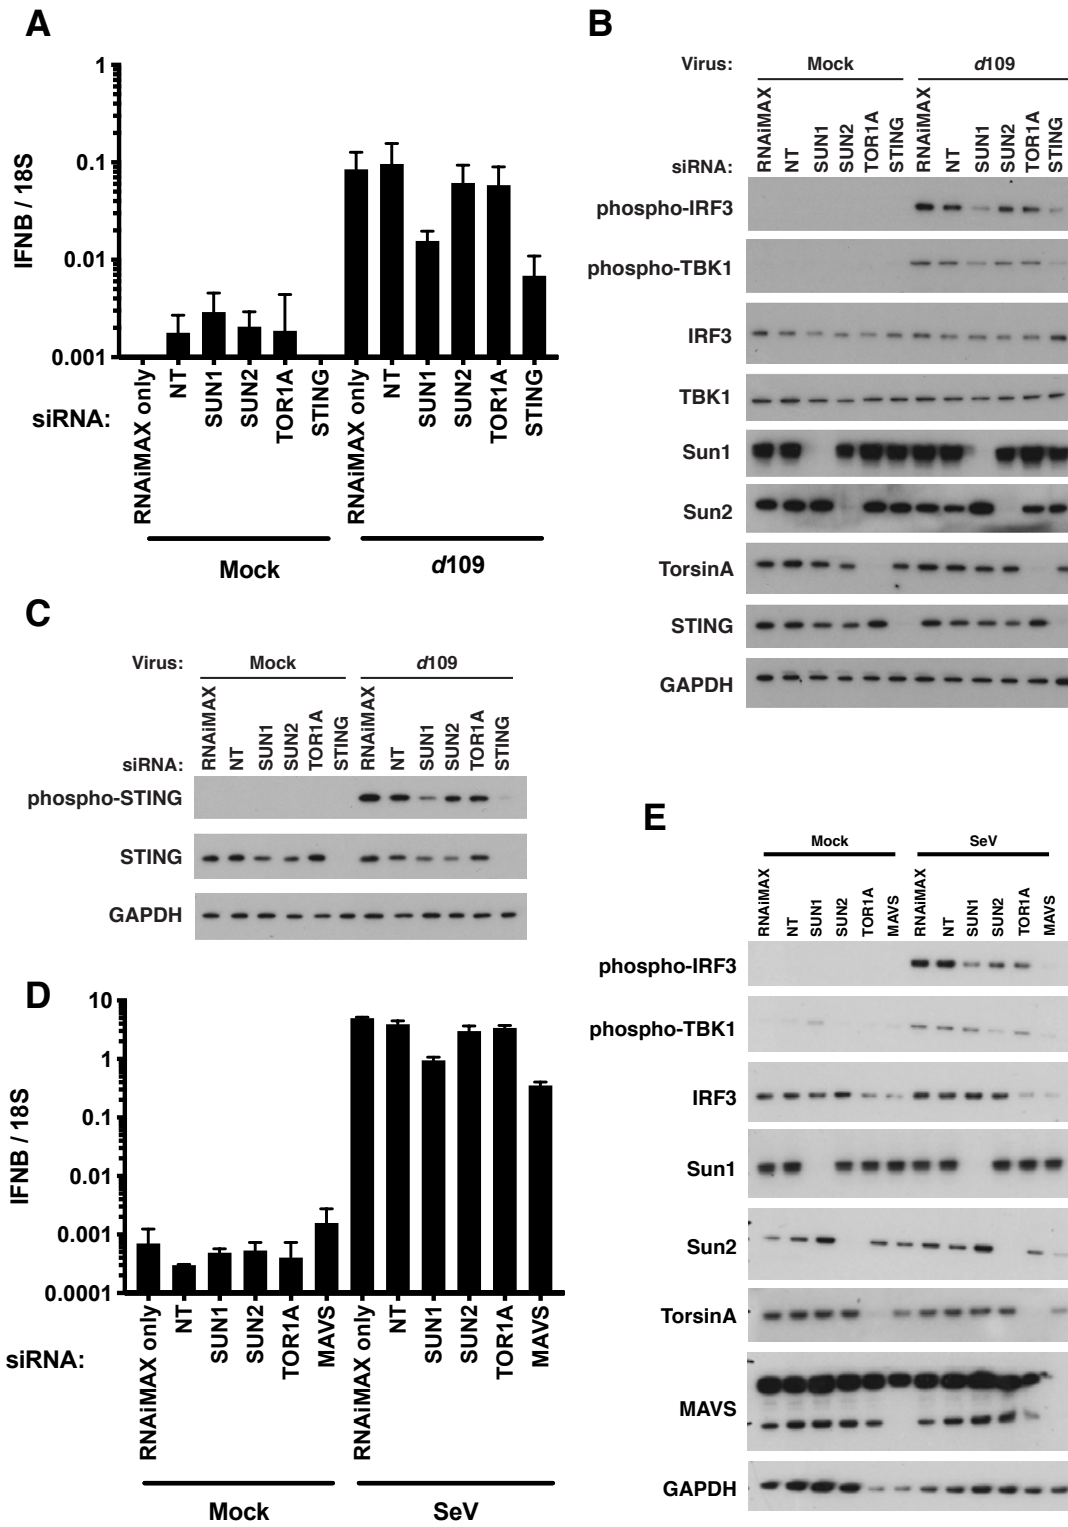 A
1
0.1
0.01
0.001
IFNB / 18S
siRNA:
RNAiMAX only
NT
SUN1
SUN2
TOR1A
STING
RNAiMAX only
NT
SUN1
SUN2
TOR1A
STING
Mock
d109
B
Virus:
Mock
d109
siRNA:
RNAiMAX
NT
SUN1
SUN2
TOR1A
STING
RNAiMAX
NT
SUN1
SUN2
TOR1A
STING
phospho-IRF3
phospho-TBK1
IRF3
TBK1
Sun1
Sun2
TorsinA
STING
GAPDH
C
Virus:
Mock
d109
siRNA:
RNAiMAX
NT
SUN1
SUN2
TOR1A
STING
RNAiMAX
NT
SUN1
SUN2
TOR1A
STING
phospho-STING
STING
GAPDH
D
10
1
0.1
0.01
0.001
0.0001
IFNB / 18S
siRNA:
RNAiMAX only
NT
SUN1
SUN2
TOR1A
MAVS
RNAiMAX only
NT
SUN1
SUN2
TOR1A
MAVS
Mock
SeV
E
Mock
SeV
RNAiMAX
NT
SUN1
SUN2
TOR1A
MAVS
RNAiMAX
NT
SUN1
SUN2
TOR1A
MAVS
phospho-IRF3
phospho-TBK1
IRF3
Sun1
Sun2
TorsinA
MAVS
GAPDH